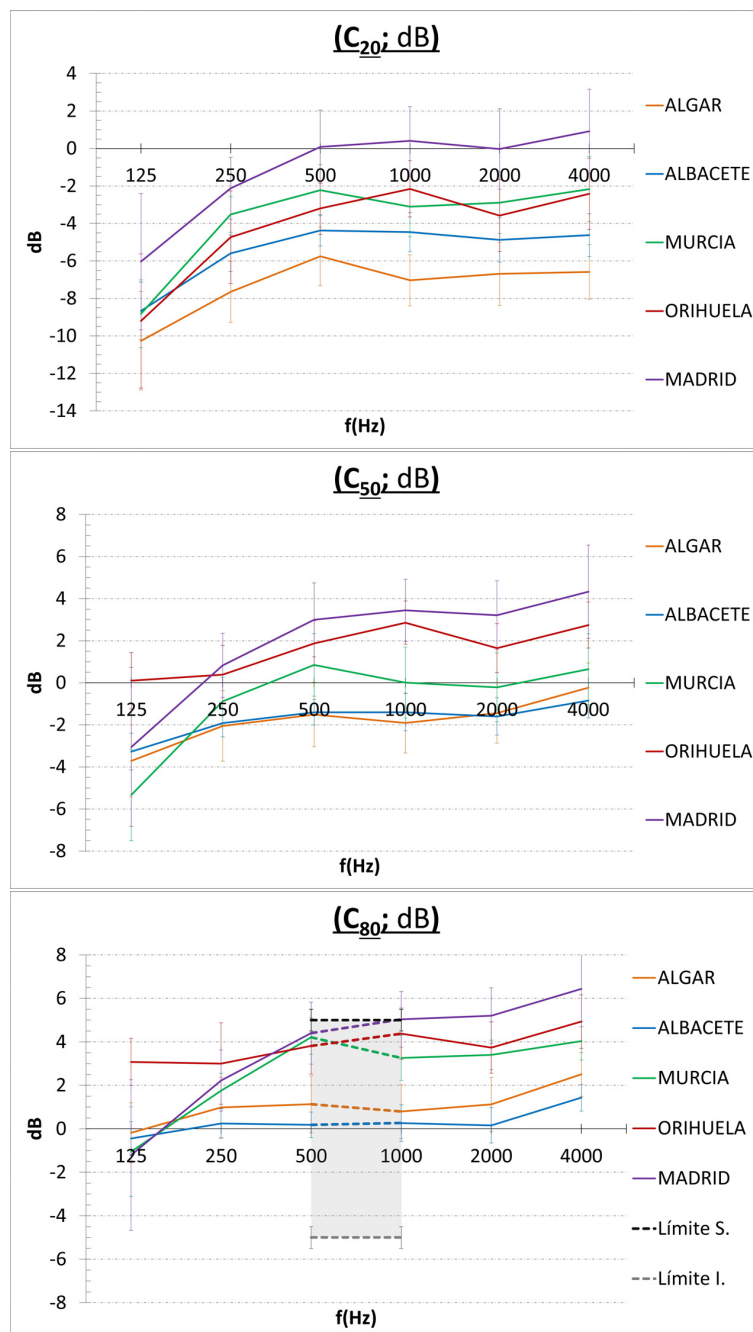 (C20; dB)
4
2
0
-2
-4
-6
-8
-10
-12
-14
dB
125 250 500 1000 2000 4000
f(Hz)
ALGAR
ALBACETE
MURCIA
ORIHUELA
MADRID
(C50; dB)
8
6
4
2
0
-2
-4
-6
-8
dB
125 250 500 1000 2000 4000
f(Hz)
ALGAR
ALBACETE
MURCIA
ORIHUELA
MADRID
(C80; dB)
8
6
4
2
0
-2
-4
-6
-8
dB
125 250 500 1000 2000 4000
f(Hz)
ALGAR
ALBACETE
MURCIA
ORIHUELA
MADRID
Límite S.
Límite I.